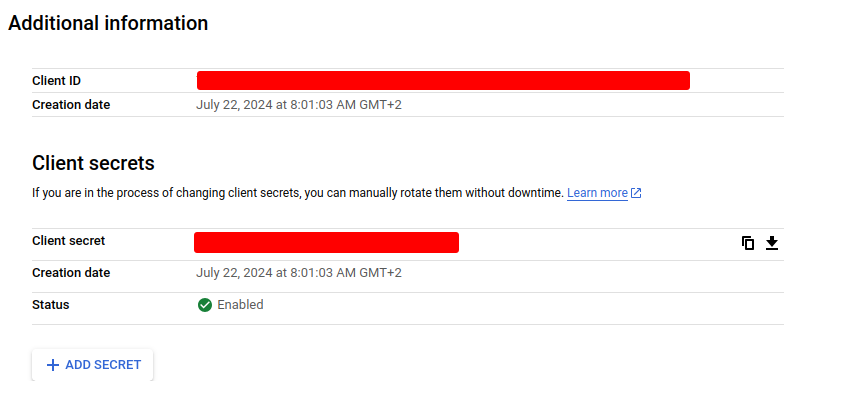 Additional information
Client ID
Creation date July 22, 2024 at 8:01:03 AM GMT+2
Client secrets
If you are in the process of changing client secrets, you can manually rotate them without downtime. Learn more
Client secret
Creation date July 22, 2024 at 8:01:03 AM GMT+2
Status Enabled
ADD SECRET